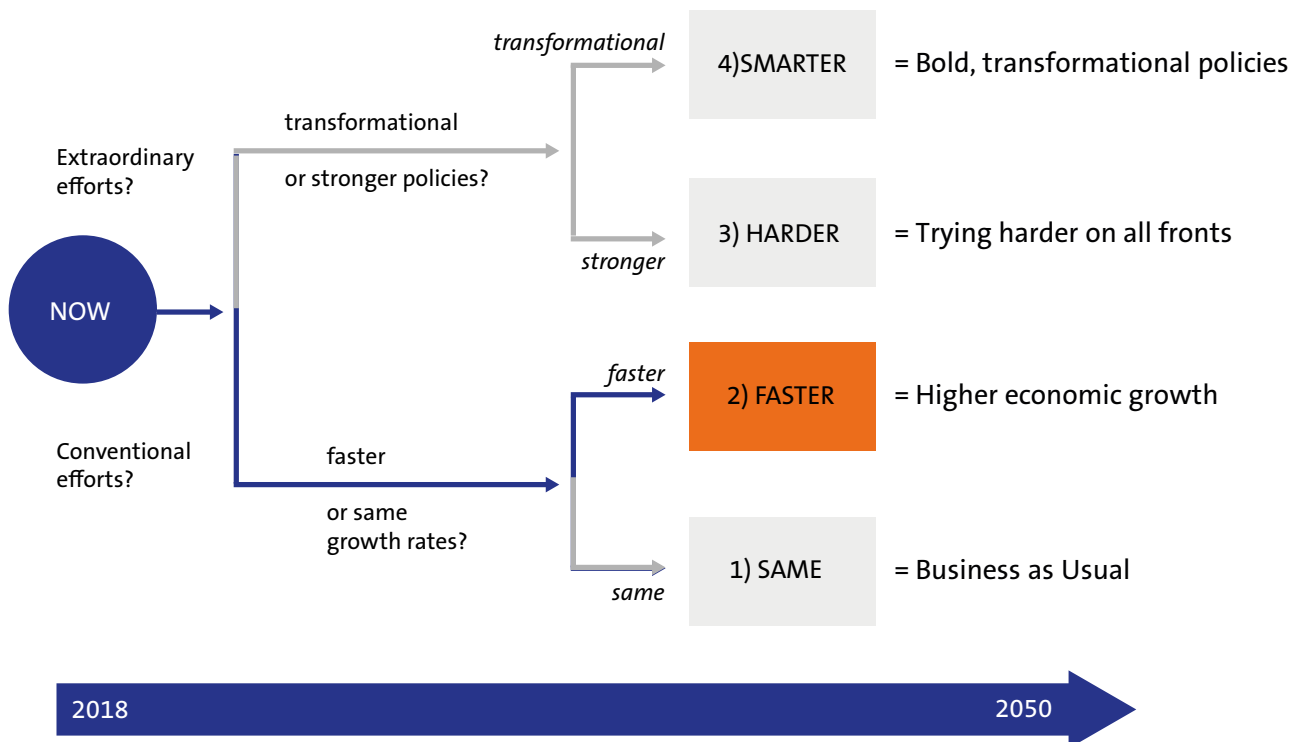 transformational
4)SMARTER
= Bold, transformational policies
transformational
Extraordinary
efforts?
or stronger policies?
3) HARDER
= Trying harder on all fronts
stronger
NOW
faster
2) FASTER
= Higher economic growth
Conventional
efforts?
faster
or same
growth rates?
1) SAME
= Business as Usual
same
2018
2050